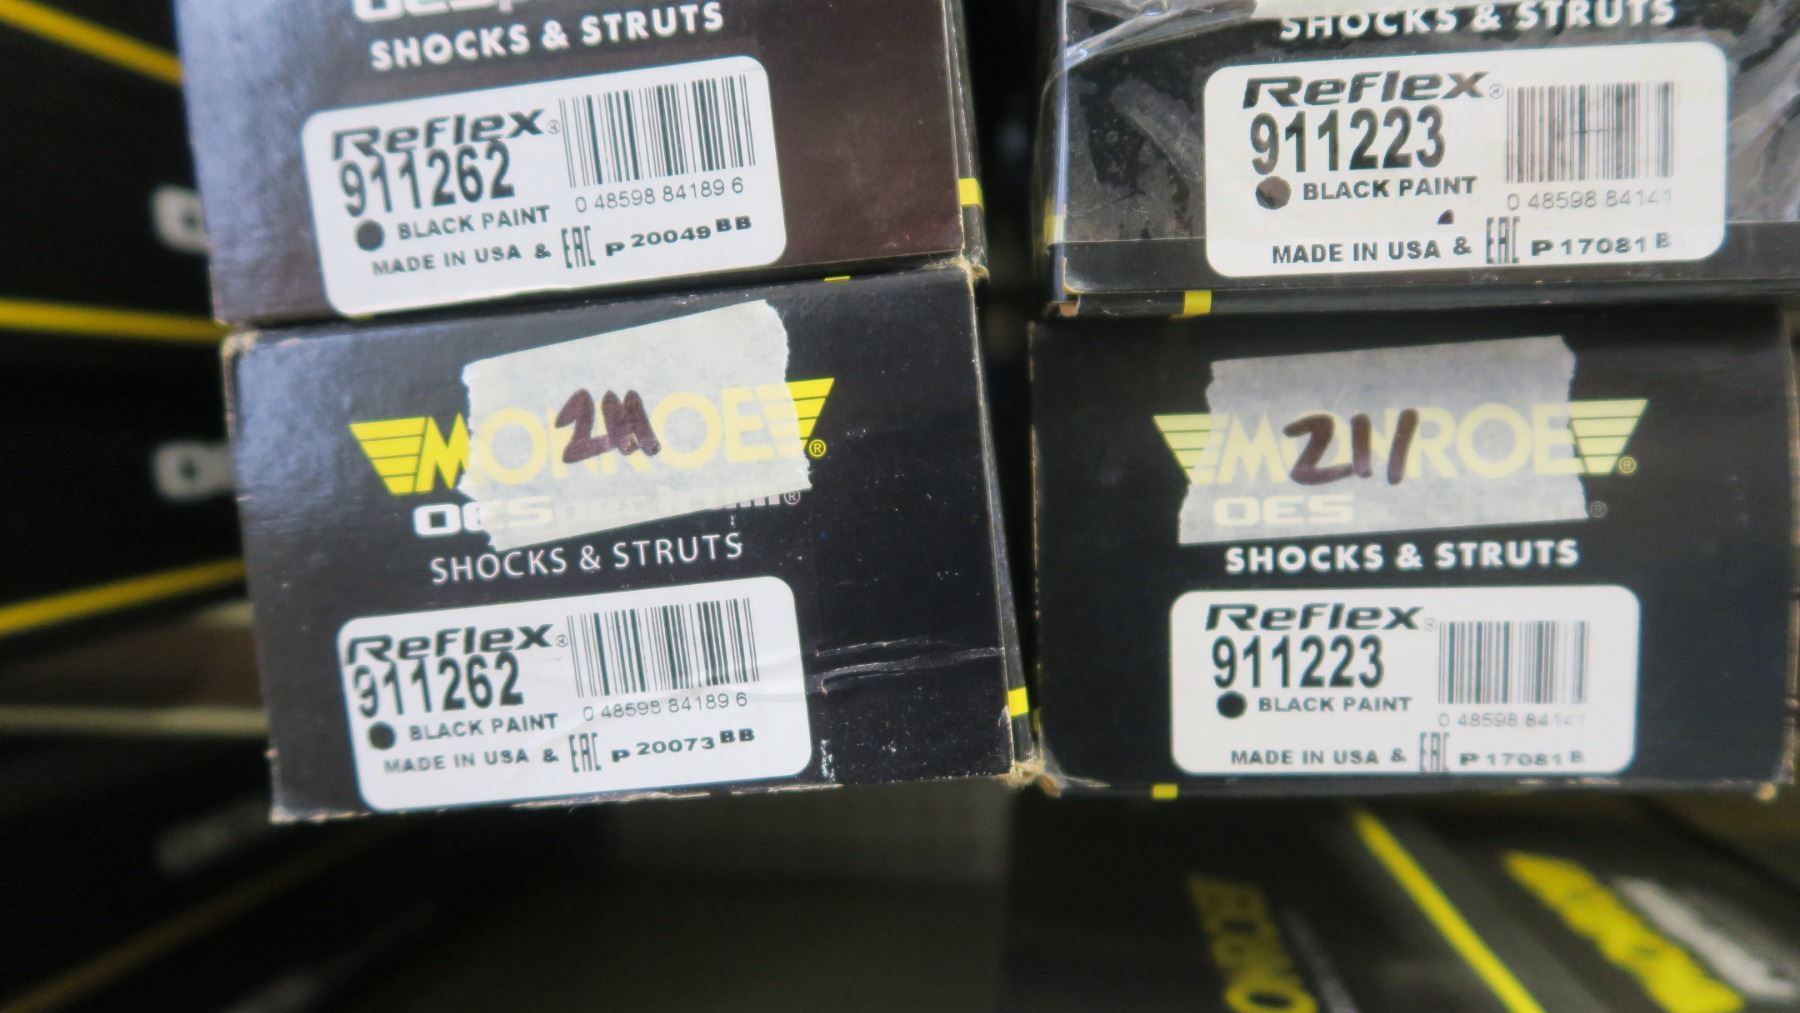 SHOCKS & STRUTS
Reflex®
911262
BLACK PAINT
0 48598 84189 6
MADE IN USA & EAC P 20049 BB
SHOCKS & STRUTS
Reflex®
911223
BLACK PAINT
0 48598 84141
MADE IN USA & EAC P 17081 B
MONROE®
211
OESpectrum®
SHOCKS & STRUTS
Reflex®
911262
BLACK PAINT
0 48598 84189 6
MADE IN USA & EAC P 20073 BB
MONROE®
211
OES
SHOCKS & STRUTS
Reflex®
911223
BLACK PAINT
0 48598 84141
MADE IN USA & EAC P 17081 B